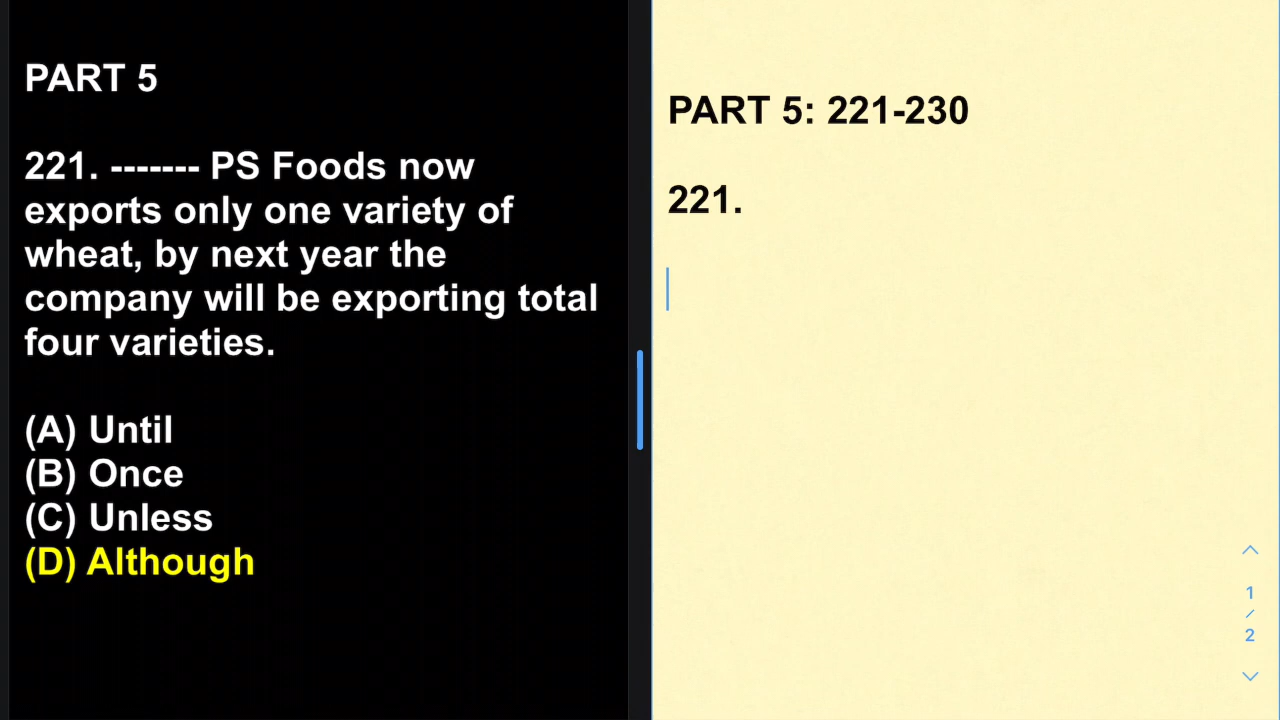 PART 5
221. ------- PS Foods now
exports only one variety of
wheat, by next year the
company will be exporting total
four varieties.
(A) Until
(B) Once
(C) Unless
(D) Although
PART 5: 221-230
221.
1
/
2